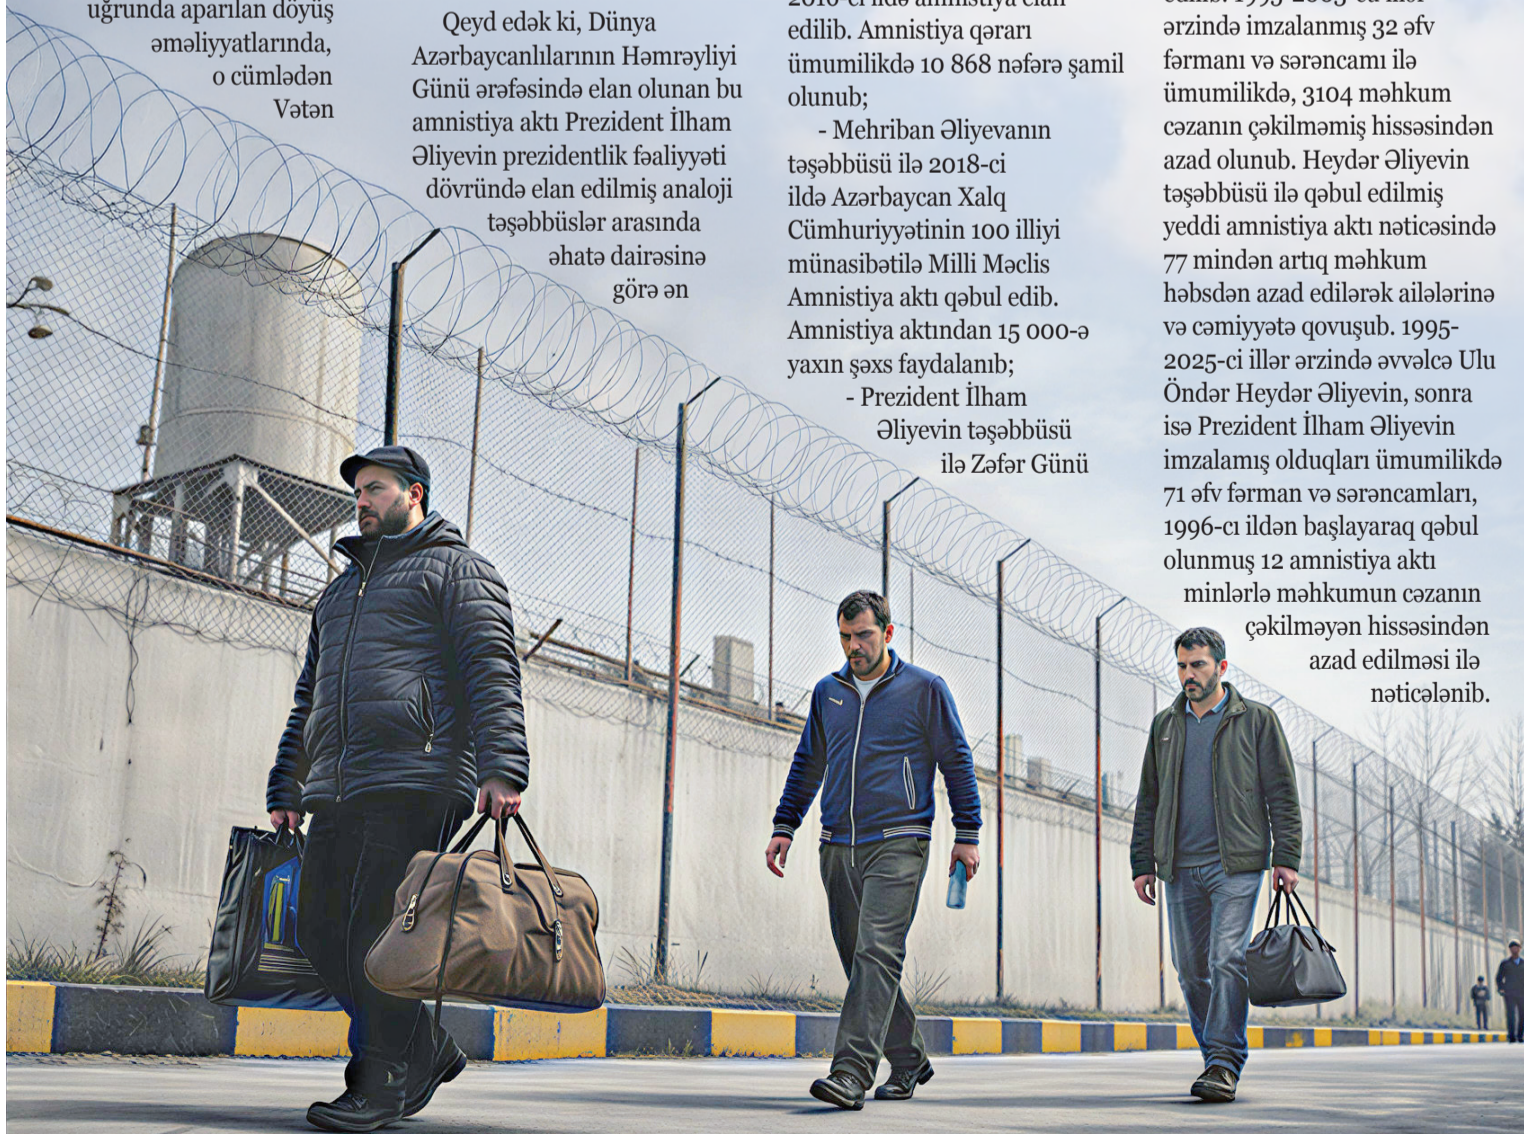 uğrunda aparılan döyüş
əməliyyatlarında,
o cümlədən
Vətən
Qeyd edək ki, Dünya
Azərbaycanlılarının Həmrəyliyi
Günü ərəfəsində elan olunan bu
amnistiya aktı Prezident İlham
Əliyevin prezidentlik fəaliyyəti
dövründə elan edilmiş analoji
təşəbbüslər arasında
əhatə dairəsinə
görə ən
2016-cı ildə amnistiya elan
edilib. Amnistiya qərarı
ümumilikdə 10 868 nəfərə şamil
olunub;
- Mehriban Əliyevanın
təşəbbüsü ilə 2018-ci
ildə Azərbaycan Xalq
Cümhuriyyətinin 100 illiyi
münasibətilə Milli Məclis
Amnistiya aktı qəbul edib.
Amnistiya aktından 15 000-ə
yaxın şəxs faydalanıb;
- Prezident İlham
Əliyevin təşəbbüsü
ilə Zəfər Günü
ərzində imzalanmış 32 əfv
fərmanı və sərəncamı ilə
ümumilikdə, 3104 məhkum
cəzanın çəkilməmiş hissəsindən
azad olunub. Heydər Əliyevin
təşəbbüsü ilə qəbul edilmiş
yeddi amnistiya aktı nəticəsində
77 mindən artıq məhkum
həbsdən azad edilərək ailələrinə
və cəmiyyətə qovuşub. 1995-
2025-ci illər ərzində əvvəlcə Ulu
Öndər Heydər Əliyevin, sonra
isə Prezident İlham Əliyevin
imzalamış olduqları ümumilikdə
71 əfv fərman və sərəncamları,
1996-cı ildən başlayaraq qəbul
olunmuş 12 amnistiya aktı
minlərlə məhkumun cəzanın
çəkilməyən hissəsindən
azad edilməsi ilə
nəticələnib.